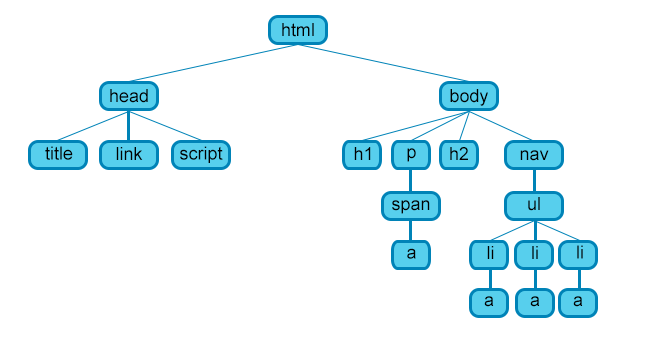 html
head body
title link script h1 p h2 nav
span ul
a li li li
a a a